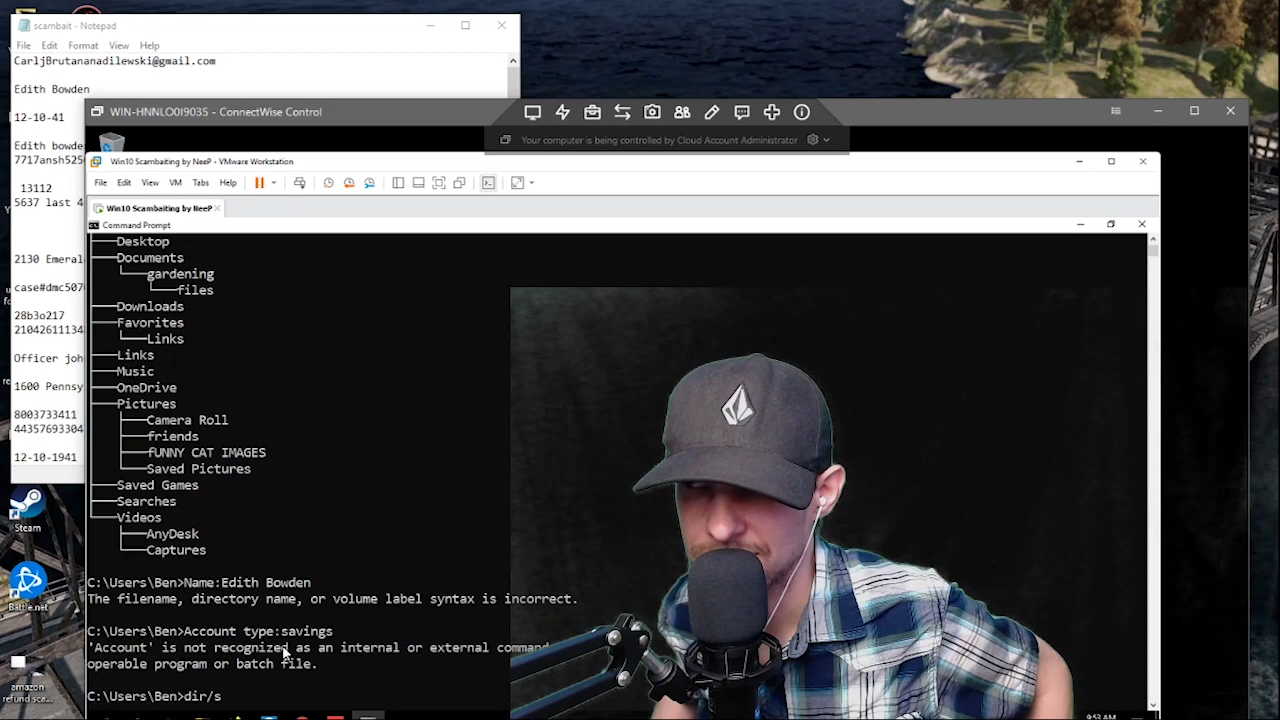 scambait - Notepad
File Edit Format View Help
CarljBrutananadilewski@gmail.com
Edith Bowden
12-10-41
Edith bowde
7717ansh525
13112
5637 last 4
2130 Emeral
case#dmc507
28b3o217
21042611134
Officer joh
1600 Pennsy
8003733411
44357693304
12-10-1941
WIN-HNNLO0I9035 - ConnectWise Control
Your computer is being controlled by Cloud Account Administrator
Win10 Scambaiting by NeeP - VMware Workstation
File Edit View VM Tabs Help
Win10 Scambaiting by NeeP
Command Prompt
Desktop
Documents
gardening
files
Downloads
Favorites
Links
Links
Music
OneDrive
Pictures
Camera Roll
friends
fUNNY CAT IMAGES
Saved Pictures
Saved Games
Searches
Videos
AnyDesk
Captures
C:\Users\Ben>Name:Edith Bowden
The filename, directory name, or volume label syntax is incorrect.
C:\Users\Ben>Account type:savings
'Account' is not recognized as an internal or external command
operable program or batch file.
C:\Users\Ben>dir/s
Steam
Battle.net
amazon
refund sca...
9:53 AM